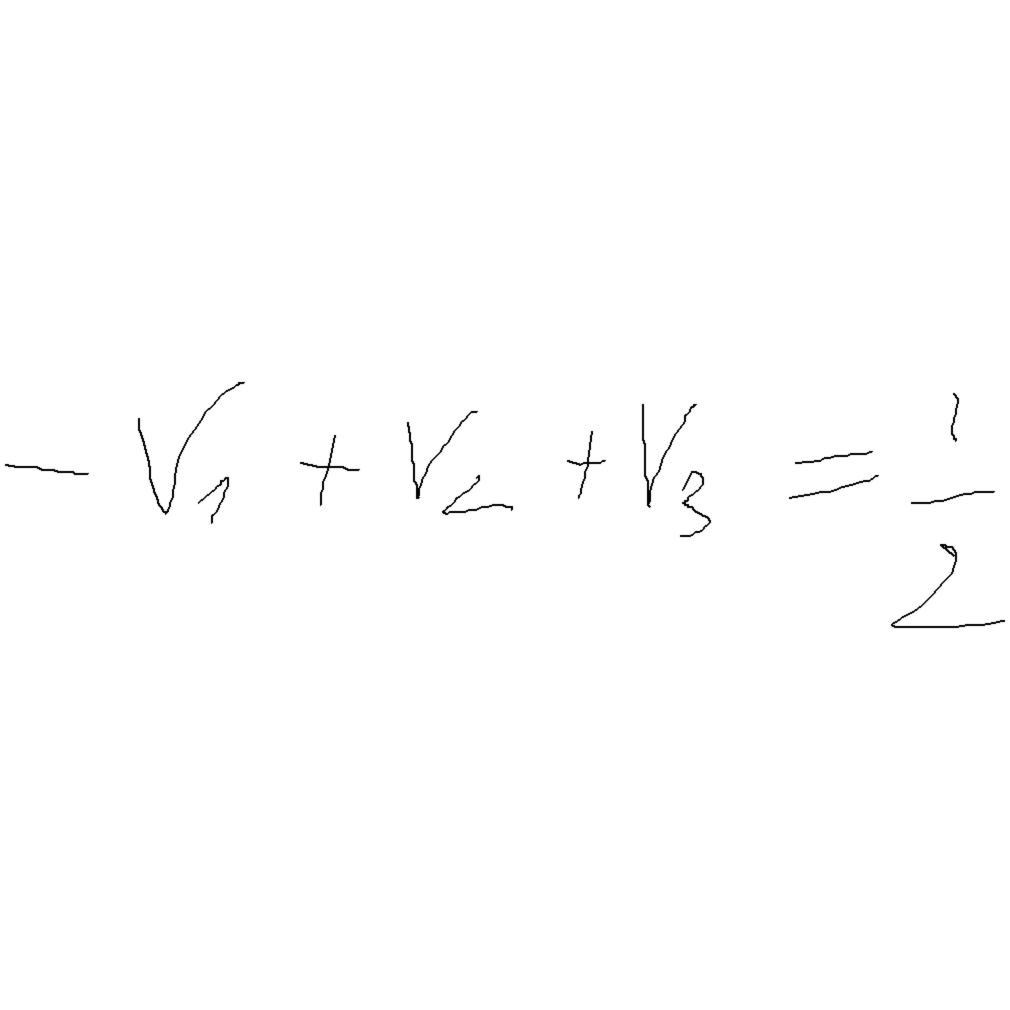 -V₁ + V₂ + V₃ = 1/2